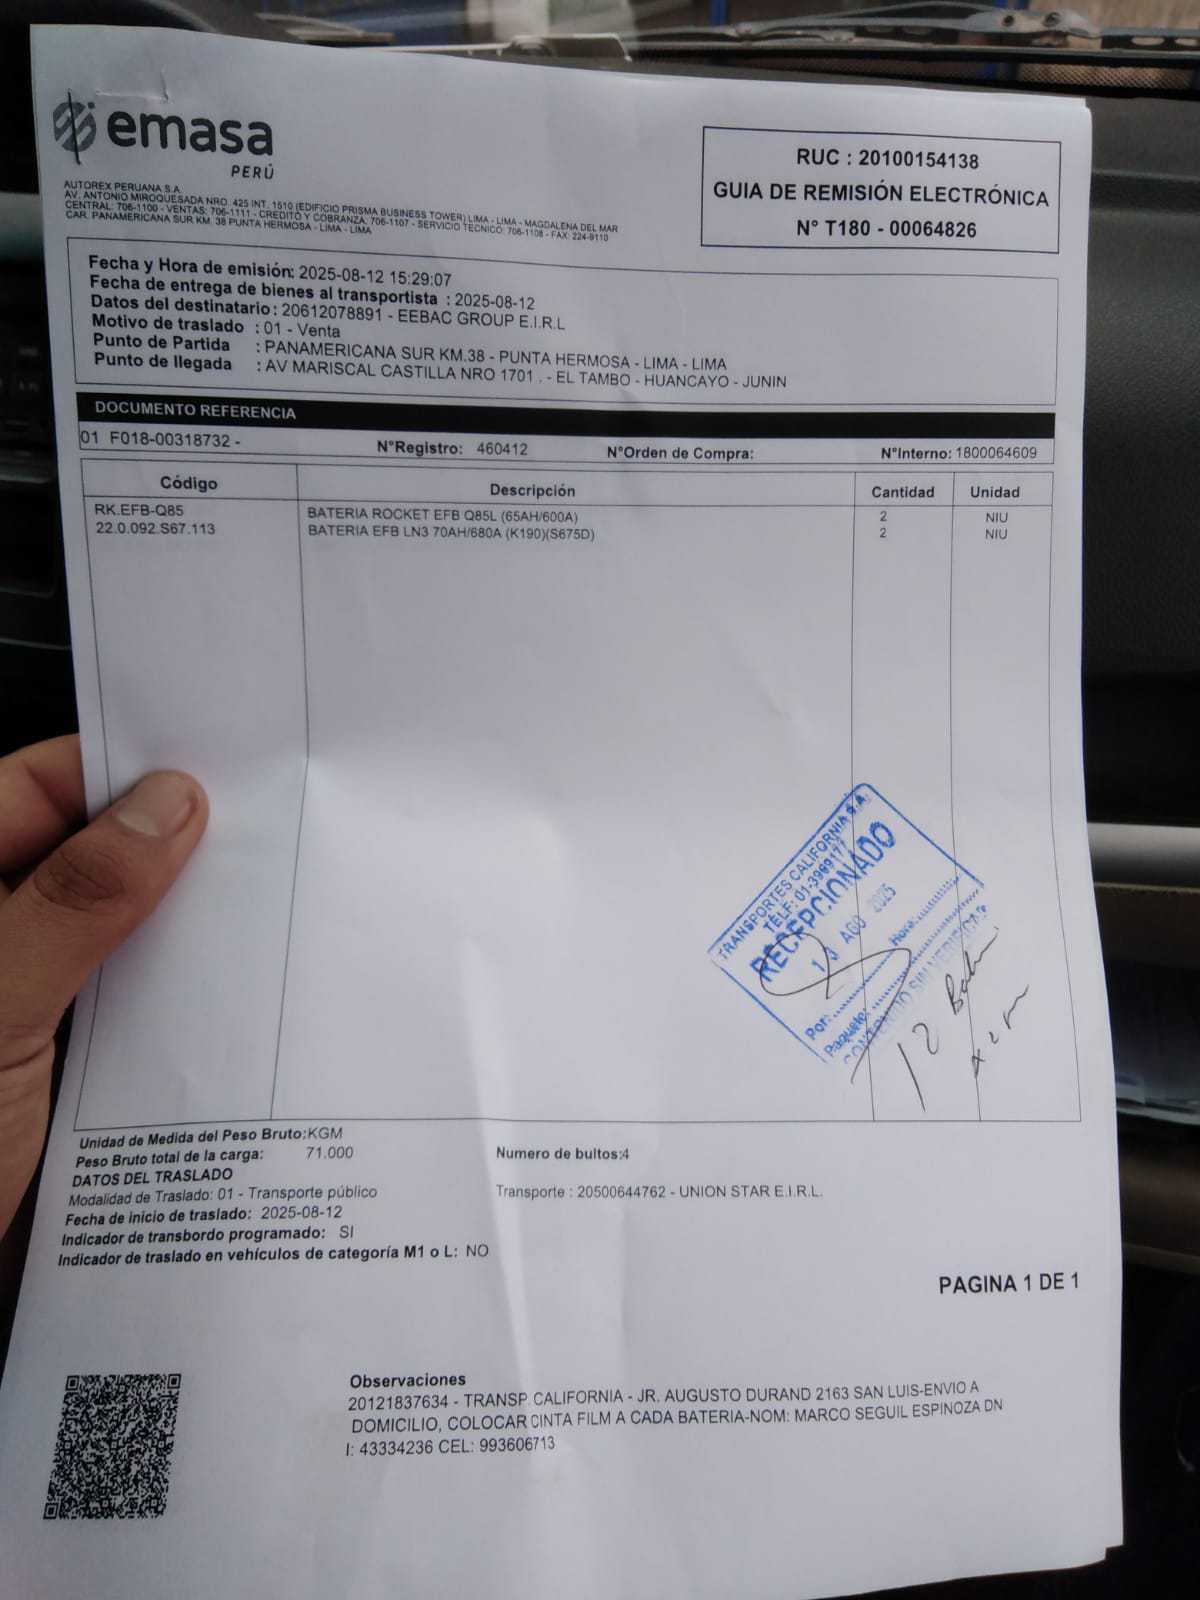 emasa
PERÚ
AUTOREX PERUANA S.A.
AV. ANTONIO MIROQUESADA NRO. 425 INT. 1510 (EDIFICIO PRISMA BUSINESS TOWER) LIMA - LIMA - MAGDALENA DEL MAR
CENTRAL: 706-1100 - VENTAS: 706-1111 - CREDITO Y COBRANZA: 706-1107 - SERVICIO TECNICO: 706-1108 - FAX: 224-9110
CAR. PANAMERICANA SUR KM. 38 PUNTA HERMOSA - LIMA - LIMA
RUC : 20100154138
GUIA DE REMISIÓN ELECTRÓNICA
N° T180 - 00064826
Fecha y Hora de emisión: 2025-08-12 15:29:07
Fecha de entrega de bienes al transportista : 2025-08-12
Datos del destinatario : 20612078891 - EEBAC GROUP E.I.R.L
Motivo de traslado : 01 - Venta
Punto de Partida : PANAMERICANA SUR KM.38 - PUNTA HERMOSA - LIMA - LIMA
Punto de llegada : AV MARISCAL CASTILLA NRO 1701 . - EL TAMBO - HUANCAYO - JUNIN
DOCUMENTO REFERENCIA
01 F018-00318732 - N°Registro: 460412 N°Orden de Compra: N°Interno: 1800064609
Código Descripción Cantidad Unidad
RK.EFB-Q85 BATERIA ROCKET EFB Q85L (65AH/600A) 2 NIU
22.0.092.S67.113 BATERIA EFB LN3 70AH/680A (K190)(S675D) 2 NIU
TRANSPORTES CALIFORNIA S.A.
TELF: 01-3969177
RECEPCIONADO
AGO 2025
Hora:
Por:
Paquete:
CONTENIDO SIN VERIFICAR
Unidad de Medida del Peso Bruto: KGM
Peso Bruto total de la carga: 71.000 Numero de bultos:4
DATOS DEL TRASLADO
Modalidad de Traslado: 01 - Transporte público Transporte : 20500644762 - UNION STAR E.I.R.L.
Fecha de inicio de traslado: 2025-08-12
Indicador de transbordo programado: SI
Indicador de traslado en vehículos de categoría M1 o L: NO
PAGINA 1 DE 1
Observaciones
20121837634 - TRANSP. CALIFORNIA - JR. AUGUSTO DURAND 2163 SAN LUIS-ENVIO A
DOMICILIO, COLOCAR CINTA FILM A CADA BATERIA-NOM: MARCO SEGUIL ESPINOZA DN
I: 43334236 CEL: 993606713